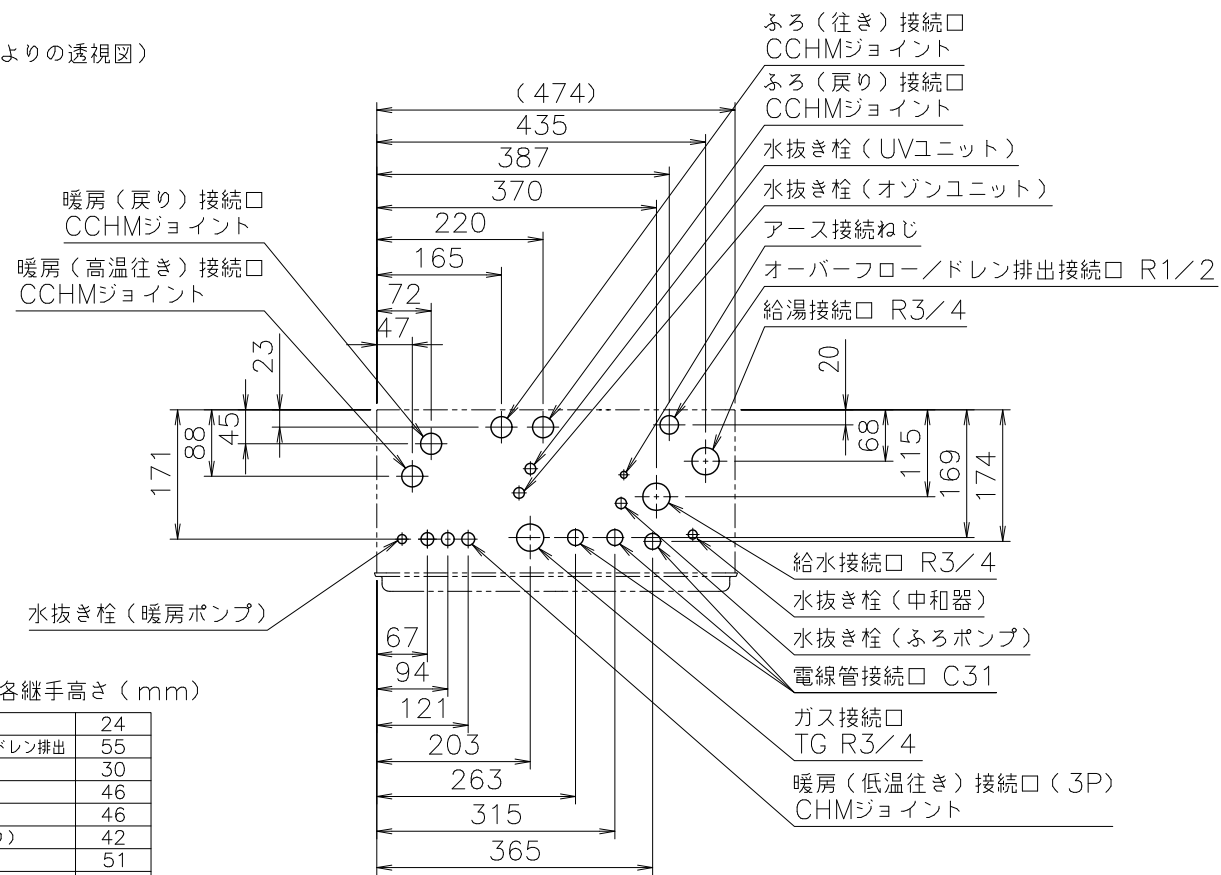 よりの透視図）
ふろ（往き）接続口
CCHMジョイント
ふろ（戻り）接続口
CCHMジョイント
水抜き栓（UVユニット）
水抜き栓（オゾンユニット）
アース接続ねじ
オーバーフロー／ドレン排出接続口 R1／2
給湯接続口 R3／4
暖房（戻り）接続口
CCHMジョイント
暖房（高温往き）接続口
CCHMジョイント
（474）
435
387
370
220
165
72
47
23
45
88
171
20
68
115
169
174
給水接続口 R3／4
水抜き栓（中和器）
水抜き栓（ふろポンプ）
電線管接続口 C31
ガス接続口
TG R3／4
暖房（低温往き）接続口（3P）
CHMジョイント
水抜き栓（暖房ポンプ）
67
94
121
203
263
315
365
各継手高さ（mm）
24
ドレン排出 55
30
46
46
） 42
51